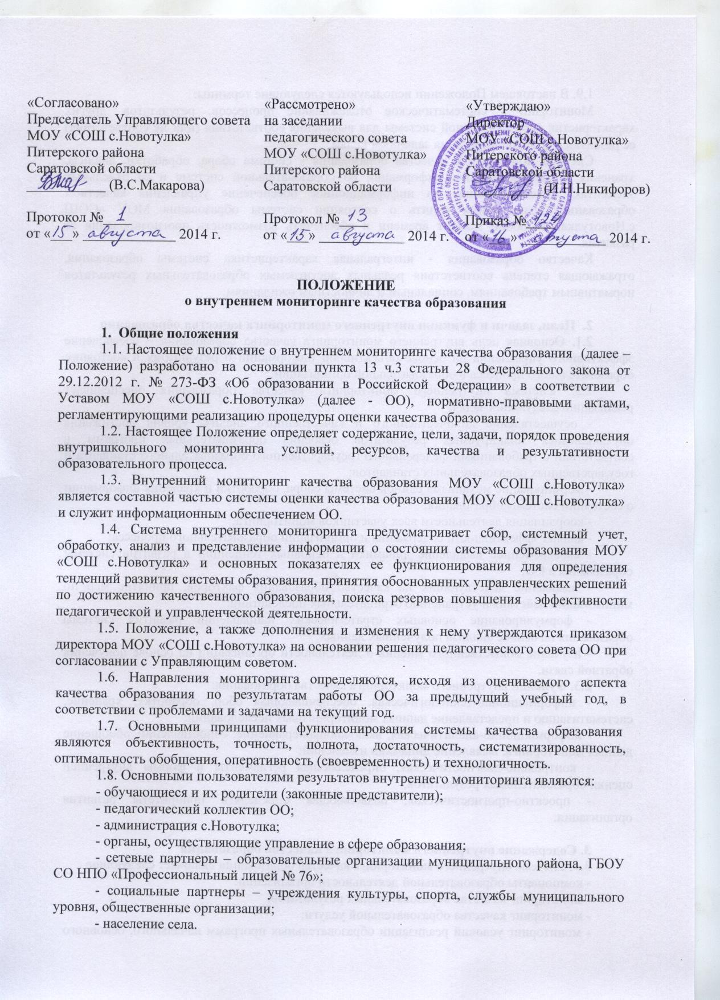 «Согласовано»
Председатель Управляющего совета
МОУ «СОШ с.Новотулка»
Питерского района
Саратовской области
(В.С.Макарова)
Протокол № 1
от «15» августа 2014 г.
«Рассмотрено»
на заседании
педагогического совета
МОУ «СОШ с.Новотулка»
Питерского района
Саратовской области
Протокол № 13
от «15» августа 2014 г.
«Утверждаю»
Директор
МОУ «СОШ с.Новотулка»
Питерского района
Саратовской области
(И.Н.Никифоров)
Приказ № 124
от «16» августа 2014 г.
ПОЛОЖЕНИЕ
о внутреннем мониторинге качества образования
1. Общие положения
1.1. Настоящее положение о внутреннем мониторинге качества образования (далее –
Положение) разработано на основании пункта 13 ч.3 статьи 28 Федерального закона от
29.12.2012 г. № 273-ФЗ «Об образовании в Российской Федерации» в соответствии с
Уставом МОУ «СОШ с.Новотулка» (далее - ОО), нормативно-правовыми актами,
регламентирующими реализацию процедуры оценки качества образования.
1.2. Настоящее Положение определяет содержание, цели, задачи, порядок проведения
внутришкольного мониторинга условий, ресурсов, качества и результативности
образовательного процесса.
1.3. Внутренний мониторинг качества образования МОУ «СОШ с.Новотулка»
является составной частью системы оценки качества образования МОУ «СОШ с.Новотулка»
и служит информационным обеспечением ОО.
1.4. Система внутреннего мониторинга предусматривает сбор, системный учет,
обработку, анализ и представление информации о состоянии системы образования МОУ
«СОШ с.Новотулка» и основных показателях ее функционирования для определения
тенденций развития системы образования, принятия обоснованных управленческих решений
по достижению качественного образования, поиска резервов повышения эффективности
педагогической и управленческой деятельности.
1.5. Положение, а также дополнения и изменения к нему утверждаются приказом
директора МОУ «СОШ с.Новотулка» на основании решения педагогического совета ОО при
согласовании с Управляющим советом.
1.6. Направления мониторинга определяются, исходя из оцениваемого аспекта
качества образования по результатам работы ОО за предыдущий учебный год, в
соответствии с проблемами и задачами на текущий год.
1.7. Основными принципами функционирования системы качества образования
являются объективность, точность, полнота, достаточность, систематизированность,
оптимальность обобщения, оперативность (своевременность) и технологичность.
1.8. Основными пользователями результатов внутреннего мониторинга являются:
- обучающиеся и их родители (законные представители);
- педагогический коллектив ОО;
- администрация с.Новотулка;
- органы, осуществляющие управление в сфере образования;
- сетевые партнеры – образовательные организации муниципального района, ГБОУ
СО НПО «Профессиональный лицей № 76»;
- социальные партнеры – учреждения культуры, спорта, службы муниципального
уровня, общественные организации;
- население села.